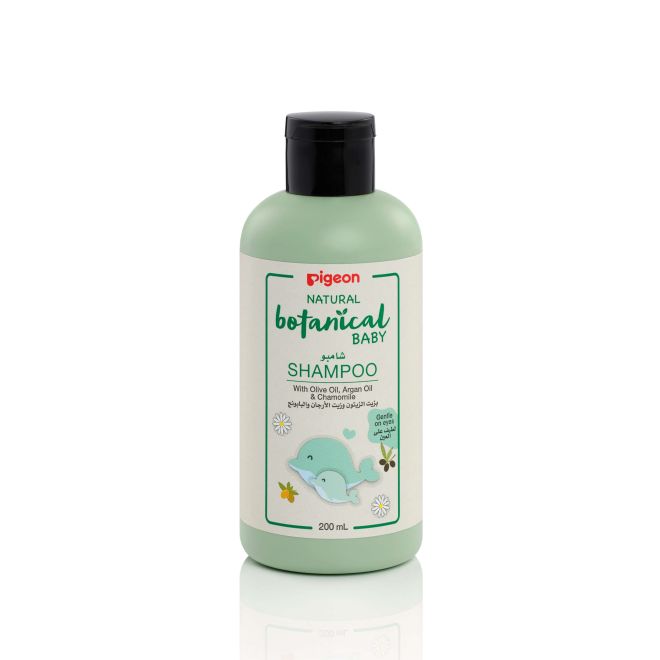 Pigeon
NATURAL
botanical
BABY
شامبو
SHAMPOO
With Olive Oil, Argan Oil
& Chamomile
بزيت الزيتون وزيت الأرجان والبابونج
Gentle
on eyes
لطيف على
العين
200 mL